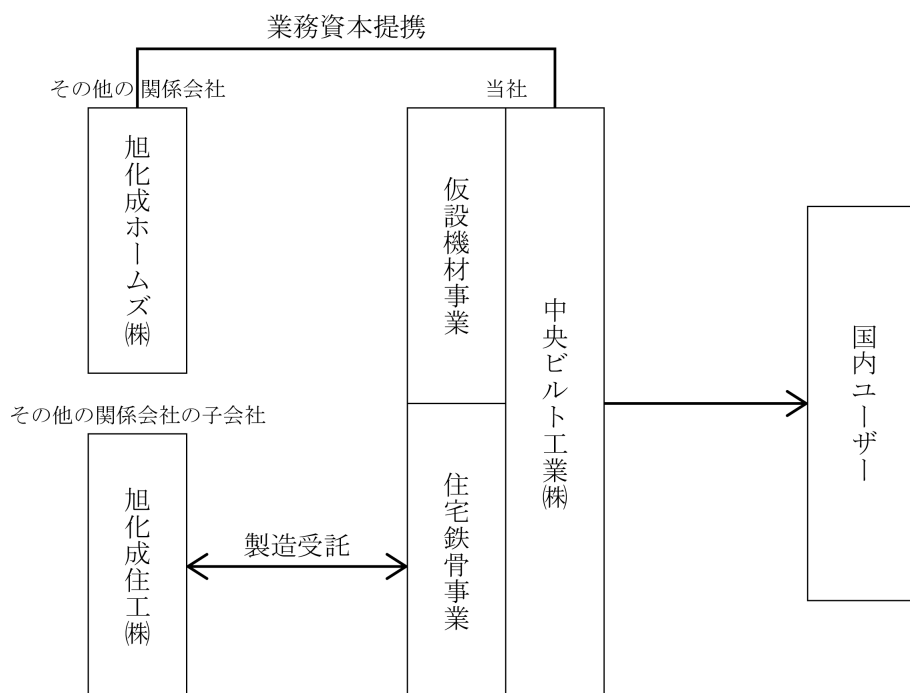 業務資本提携
その他の関係会社
当社
旭化成ホームズ㈱
仮設機材事業
中央ビルト工業㈱
国内ユーザー
その他の関係会社の子会社
旭化成住工㈱
製造受託
住宅鉄骨事業